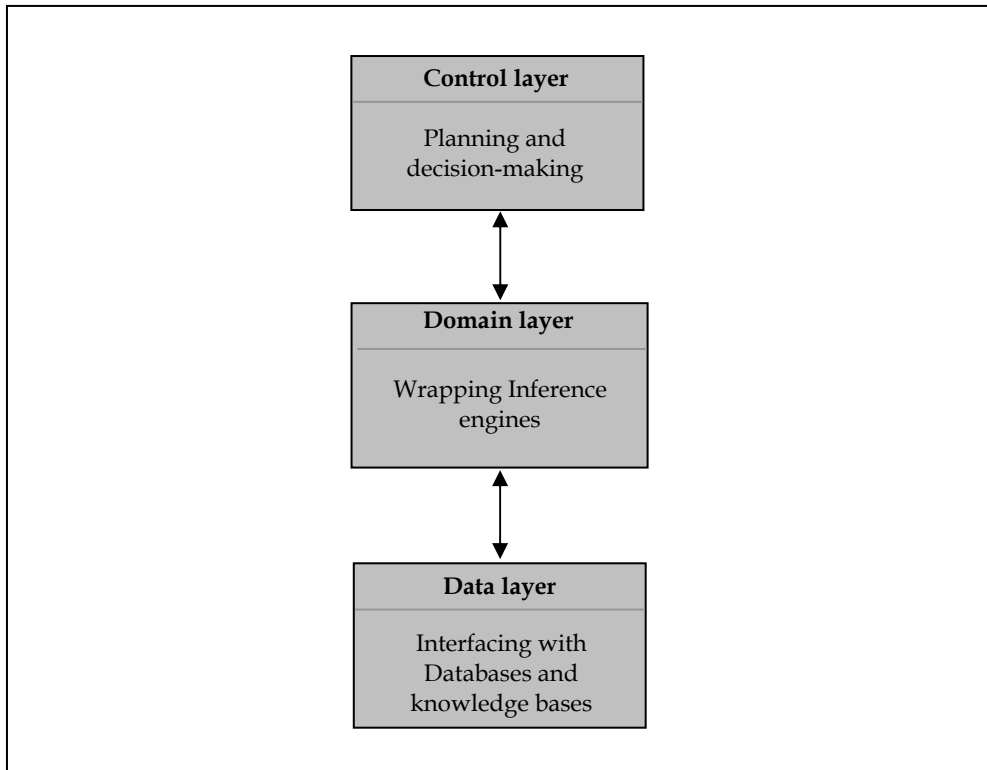 Control layer
Planning and
decision-making
Domain layer
Wrapping Inference
engines
Data layer
Interfacing with
Databases and
knowledge bases